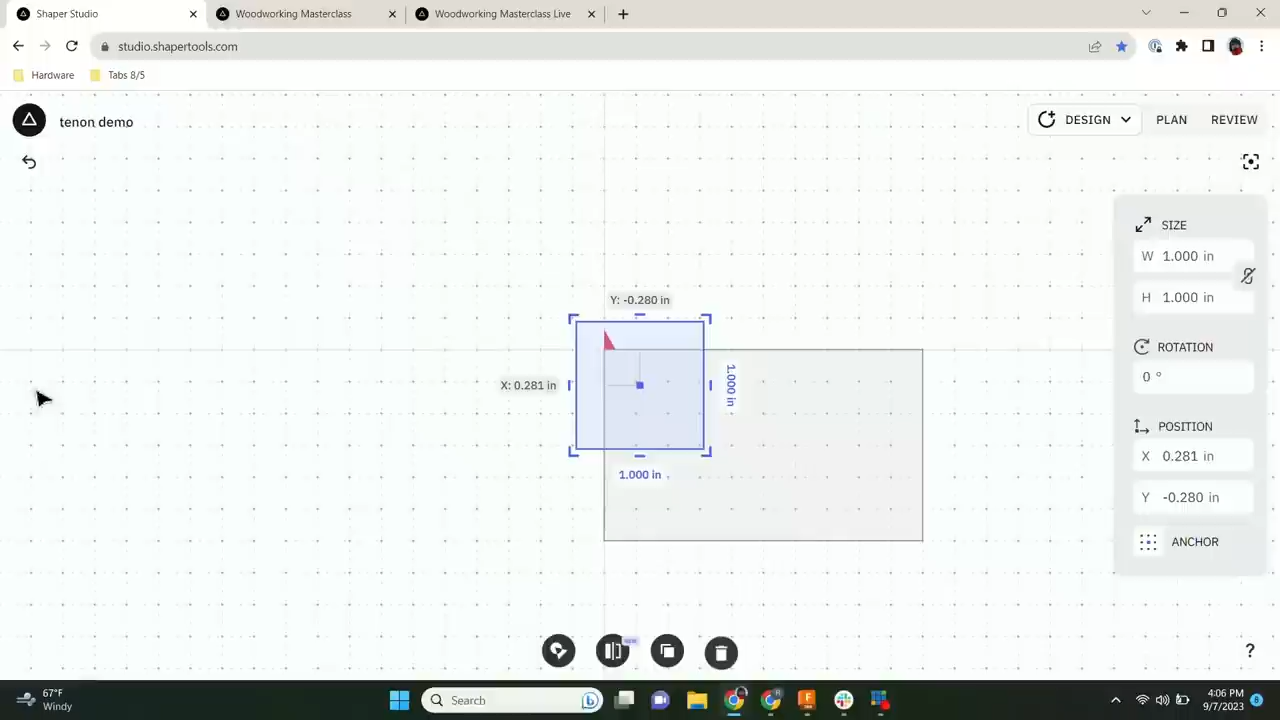 Shaper Studio
Woodworking Masterclass
Woodworking Masterclass Live
studio.shapertools.com
Hardware
Tabs 8/5
tenon demo
DESIGN
PLAN
REVIEW
SIZE
W 1.000 in
H 1.000 in
ROTATION
0 °
POSITION
X 0.281 in
Y -0.280 in
ANCHOR
Y: -0.280 in
X: 0.281 in
1.000 in
1.000 in
NEW
?
67°F
Windy
Search
4:06 PM
9/7/2023
8